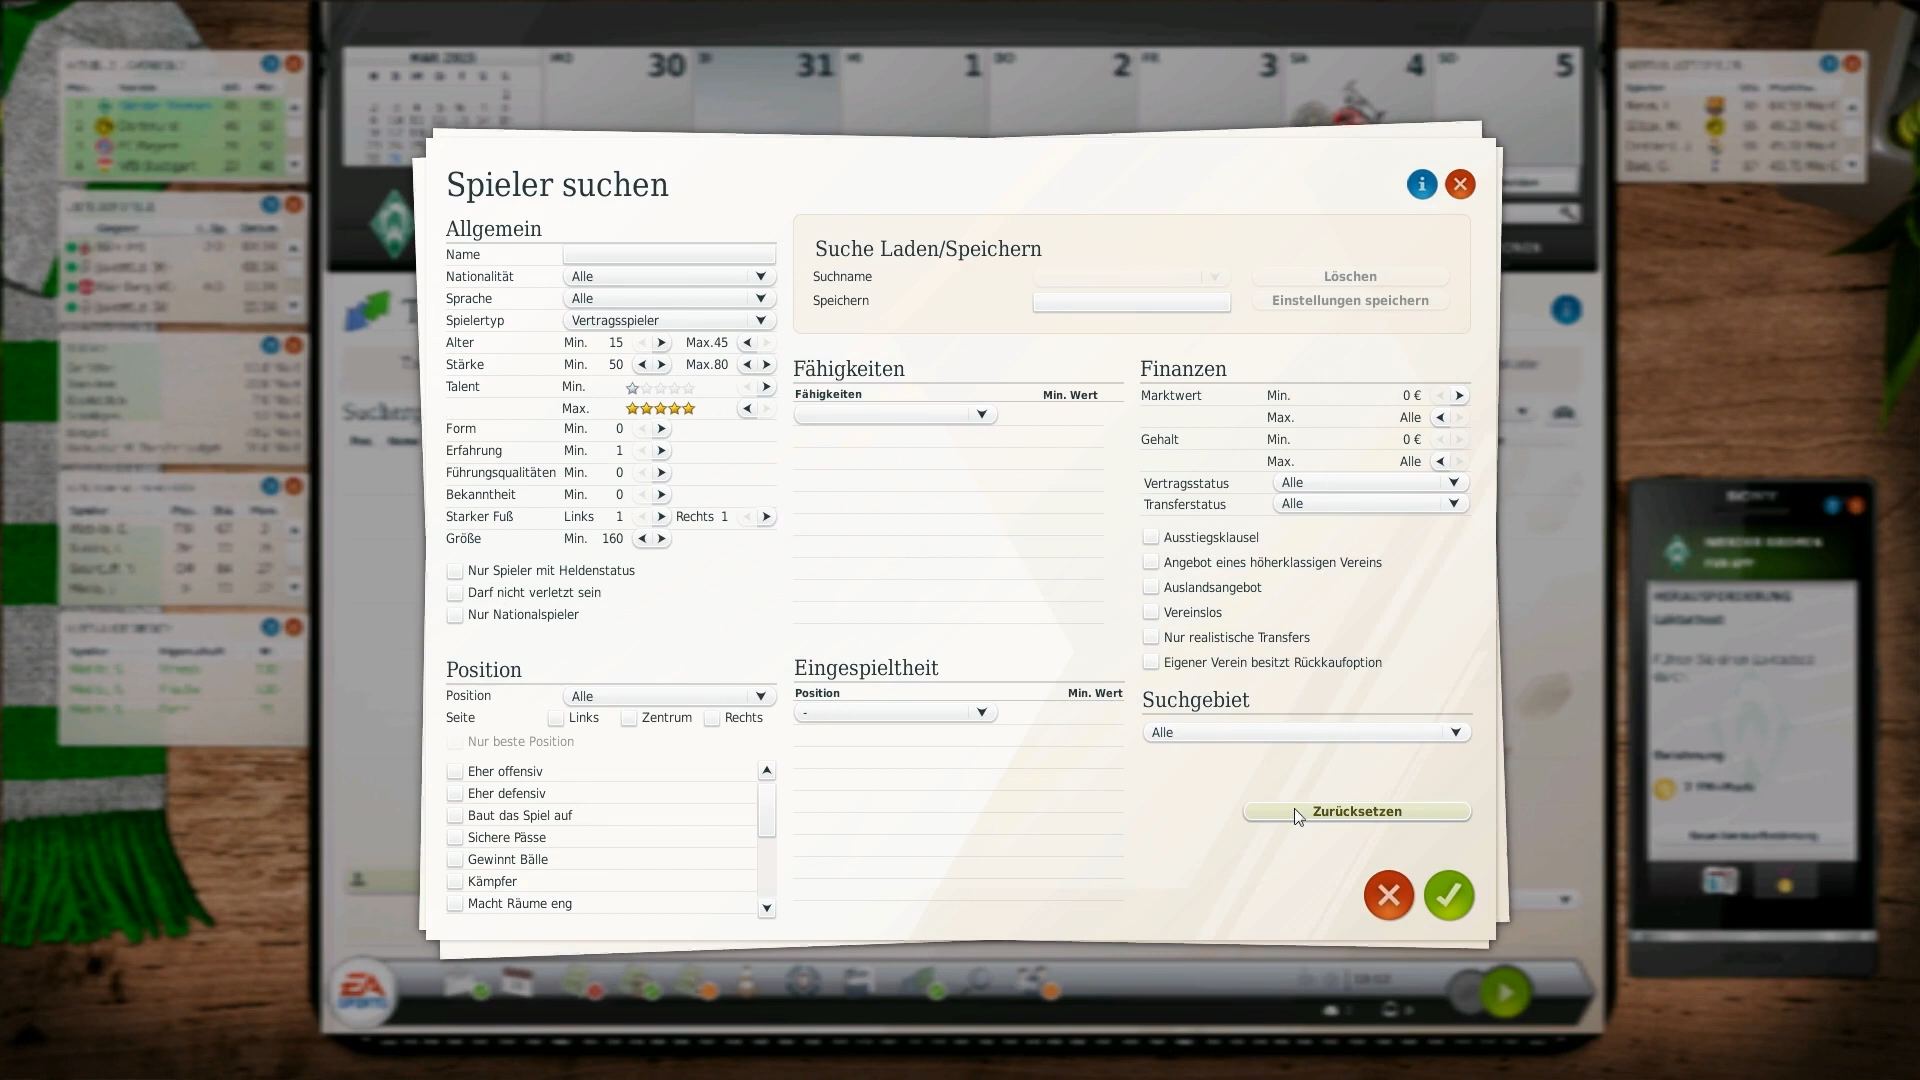 MAR 2015
30
31
1
2
3
4
5
Spieler suchen
Allgemein
Name
Nationalität Alle
Sprache Alle
Spielertyp Vertragsspieler
Alter Min. 15 Max.45
Stärke Min. 50 Max.80
Talent Min.
Max.
Form Min. 0
Erfahrung Min. 1
Führungsqualitäten Min. 0
Bekanntheit Min. 0
Starker Fuß Links 1 Rechts 1
Größe Min. 160
Nur Spieler mit Heldenstatus
Darf nicht verletzt sein
Nur Nationalspieler
Position
Position Alle
Seite Links Zentrum Rechts
Nur beste Position
Eher offensiv
Eher defensiv
Baut das Spiel auf
Sichere Pässe
Gewinnt Bälle
Kämpfer
Macht Räume eng
Suche Laden/Speichern
Suchname Löschen
Speichern Einstellungen speichern
Fähigkeiten
Fähigkeiten Min. Wert
Eingespieltheit
Position Min. Wert
-
Finanzen
Marktwert Min. 0 €
Max. Alle
Gehalt Min. 0 €
Max. Alle
Vertragsstatus Alle
Transferstatus Alle
Ausstiegsklausel
Angebot eines höherklassigen Vereins
Auslandsangebot
Vereinslos
Nur realistische Transfers
Eigener Verein besitzt Rückkaufoption
Suchgebiet
Alle
Zurücksetzen
SONY
HERAUSFORDERUNG
EA
SPORTS